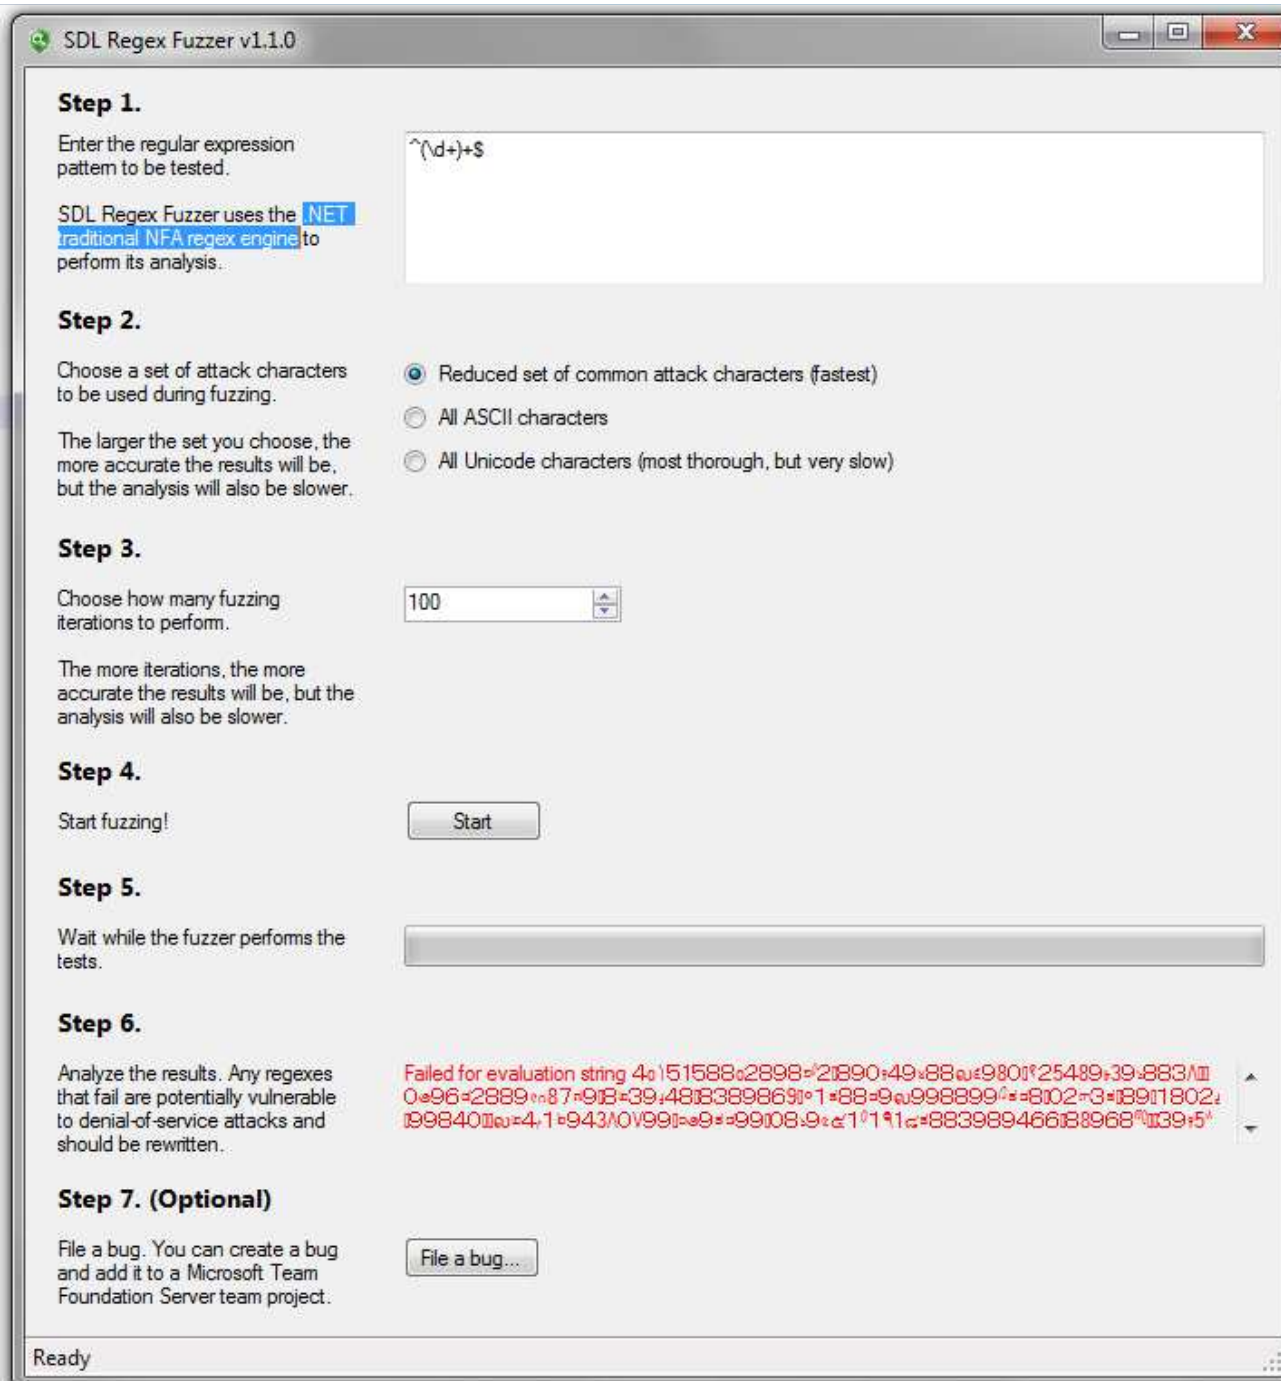 SDL Regex Fuzzer v1.1.0
Step 1.
Enter the regular expression
pattern to be tested.
^(\d+)+$
SDL Regex Fuzzer uses the .NET
traditional NFA regex engine to
perform its analysis.
Step 2.
Choose a set of attack characters
to be used during fuzzing.
The larger the set you choose, the
more accurate the results will be,
but the analysis will also be slower.
Reduced set of common attack characters (fastest)
All ASCII characters
All Unicode characters (most thorough, but very slow)
Step 3.
Choose how many fuzzing
iterations to perform.
100
The more iterations, the more
accurate the results will be, but the
analysis will also be slower.
Step 4.
Start fuzzing!
Start
Step 5.
Wait while the fuzzer performs the
tests.
Step 6.
Analyze the results. Any regexes
that fail are potentially vulnerable
to denial-of-service attacks and
should be rewritten.
Failed for evaluation string
Step 7. (Optional)
File a bug. You can create a bug
and add it to a Microsoft Team
Foundation Server team project.
File a bug...
Ready